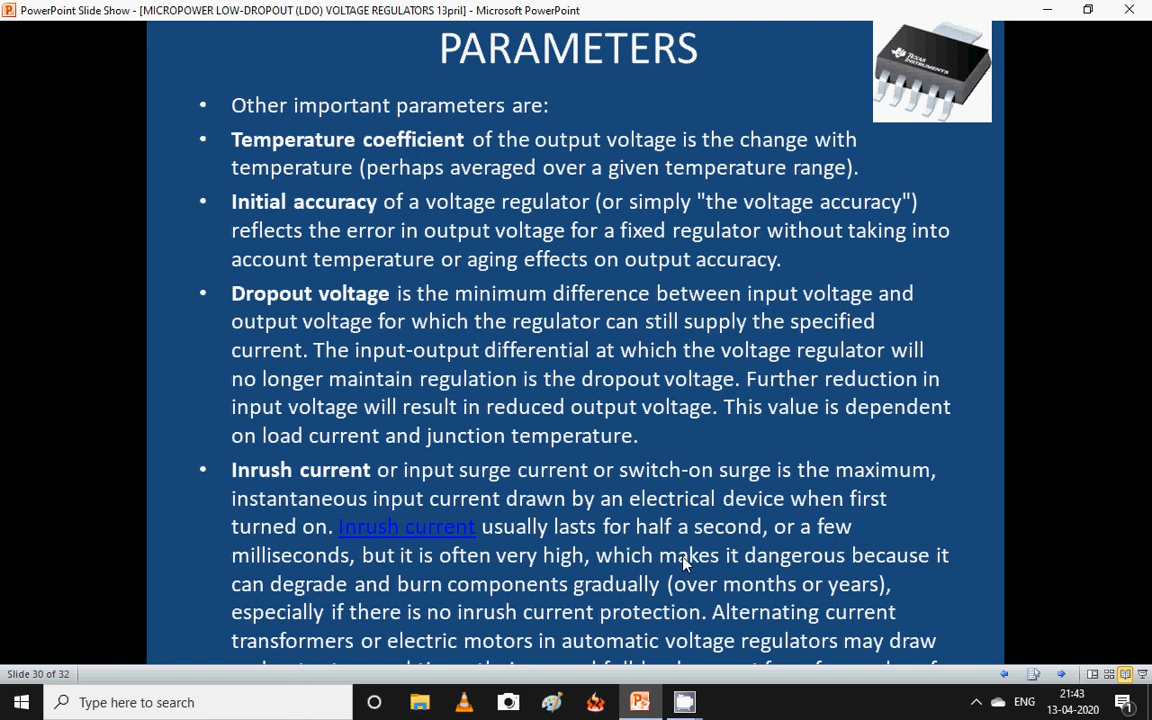 PowerPoint Slide Show - [MICROPOWER LOW-DROPOUT (LDO) VOLTAGE REGULATORS 13pril] - Microsoft PowerPoint
PARAMETERS
TEXAS
INSTRUMENTS
• Other important parameters are:
• Temperature coefficient of the output voltage is the change with
temperature (perhaps averaged over a given temperature range).
• Initial accuracy of a voltage regulator (or simply "the voltage accuracy")
reflects the error in output voltage for a fixed regulator without taking into
account temperature or aging effects on output accuracy.
• Dropout voltage is the minimum difference between input voltage and
output voltage for which the regulator can still supply the specified
current. The input-output differential at which the voltage regulator will
no longer maintain regulation is the dropout voltage. Further reduction in
input voltage will result in reduced output voltage. This value is dependent
on load current and junction temperature.
• Inrush current or input surge current or switch-on surge is the maximum,
instantaneous input current drawn by an electrical device when first
turned on. Inrush current usually lasts for half a second, or a few
milliseconds, but it is often very high, which makes it dangerous because it
can degrade and burn components gradually (over months or years),
especially if there is no inrush current protection. Alternating current
transformers or electric motors in automatic voltage regulators may draw
Slide 30 of 32
Type here to search
ENG
21:43
13-04-2020
1